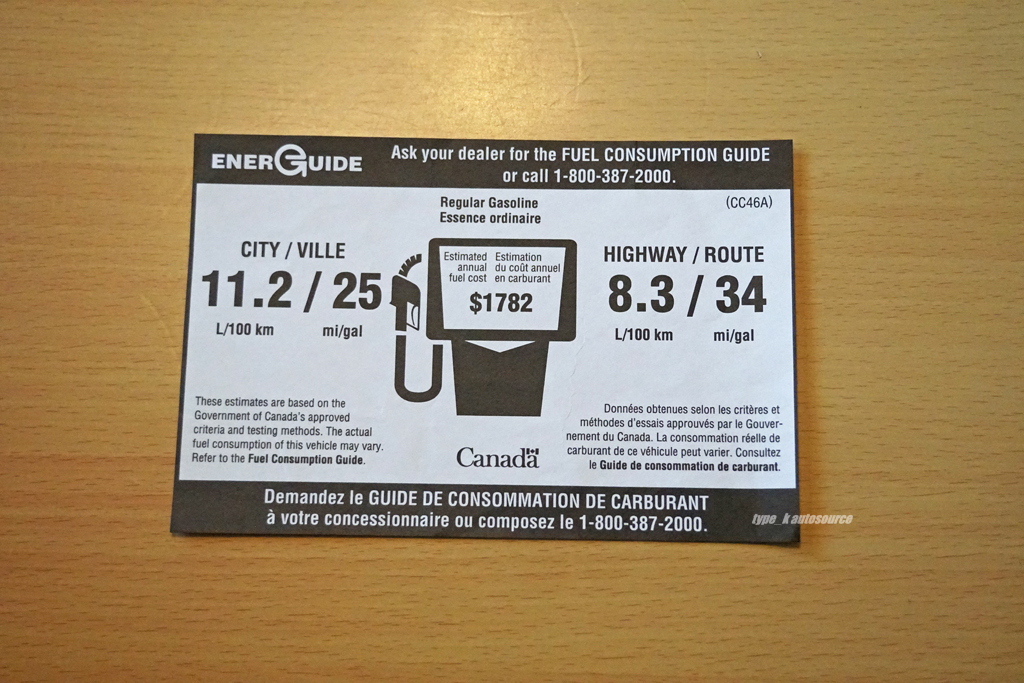 ENERGUIDE
Ask your dealer for the FUEL CONSUMPTION GUIDE
or call 1-800-387-2000.
Regular Gasoline
Essence ordinaire
(CC46A)
CITY / VILLE
11.2 / 25
L/100 km mi/gal
Estimated
annual
fuel cost
Estimation
du coût annuel
en carburant
$1782
HIGHWAY / ROUTE
8.3 / 34
L/100 km mi/gal
These estimates are based on the
Government of Canada's approved
criteria and testing methods. The actual
fuel consumption of this vehicle may vary.
Refer to the Fuel Consumption Guide.
Canada
Données obtenues selon les critères et
méthodes d'essais approuvés par le Gouver-
nement du Canada. La consommation réelle de
carburant de ce véhicule peut varier. Consultez
le Guide de consommation de carburant.
Demandez le GUIDE DE CONSOMMATION DE CARBURANT
à votre concessionnaire ou composez le 1-800-387-2000.
type_k autosource